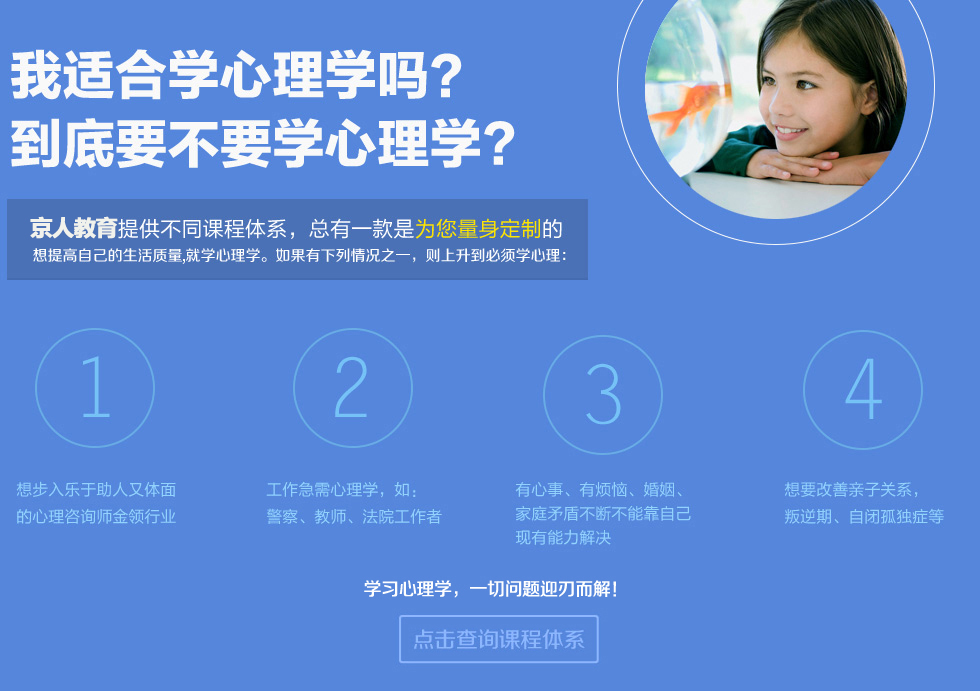 我适合学心理学吗?
到底要不要学心理学?
京人教育提供不同课程体系，总有一款是为您量身定制的
想提高自己的生活质量,就学心理学。如果有下列情况之一，则上升到必须学心理：
1
想步入乐于助人又体面
的心理咨询师金领行业
2
工作急需心理学，如；
警察、教师、法院工作者
3
有心事、有烦恼、婚姻、
家庭矛盾不断不能靠自己
现有能力解决
4
想要改善亲子关系，
叛逆期、自闭孤独症等
学习心理学，一切问题迎刃而解！
点击查询课程体系